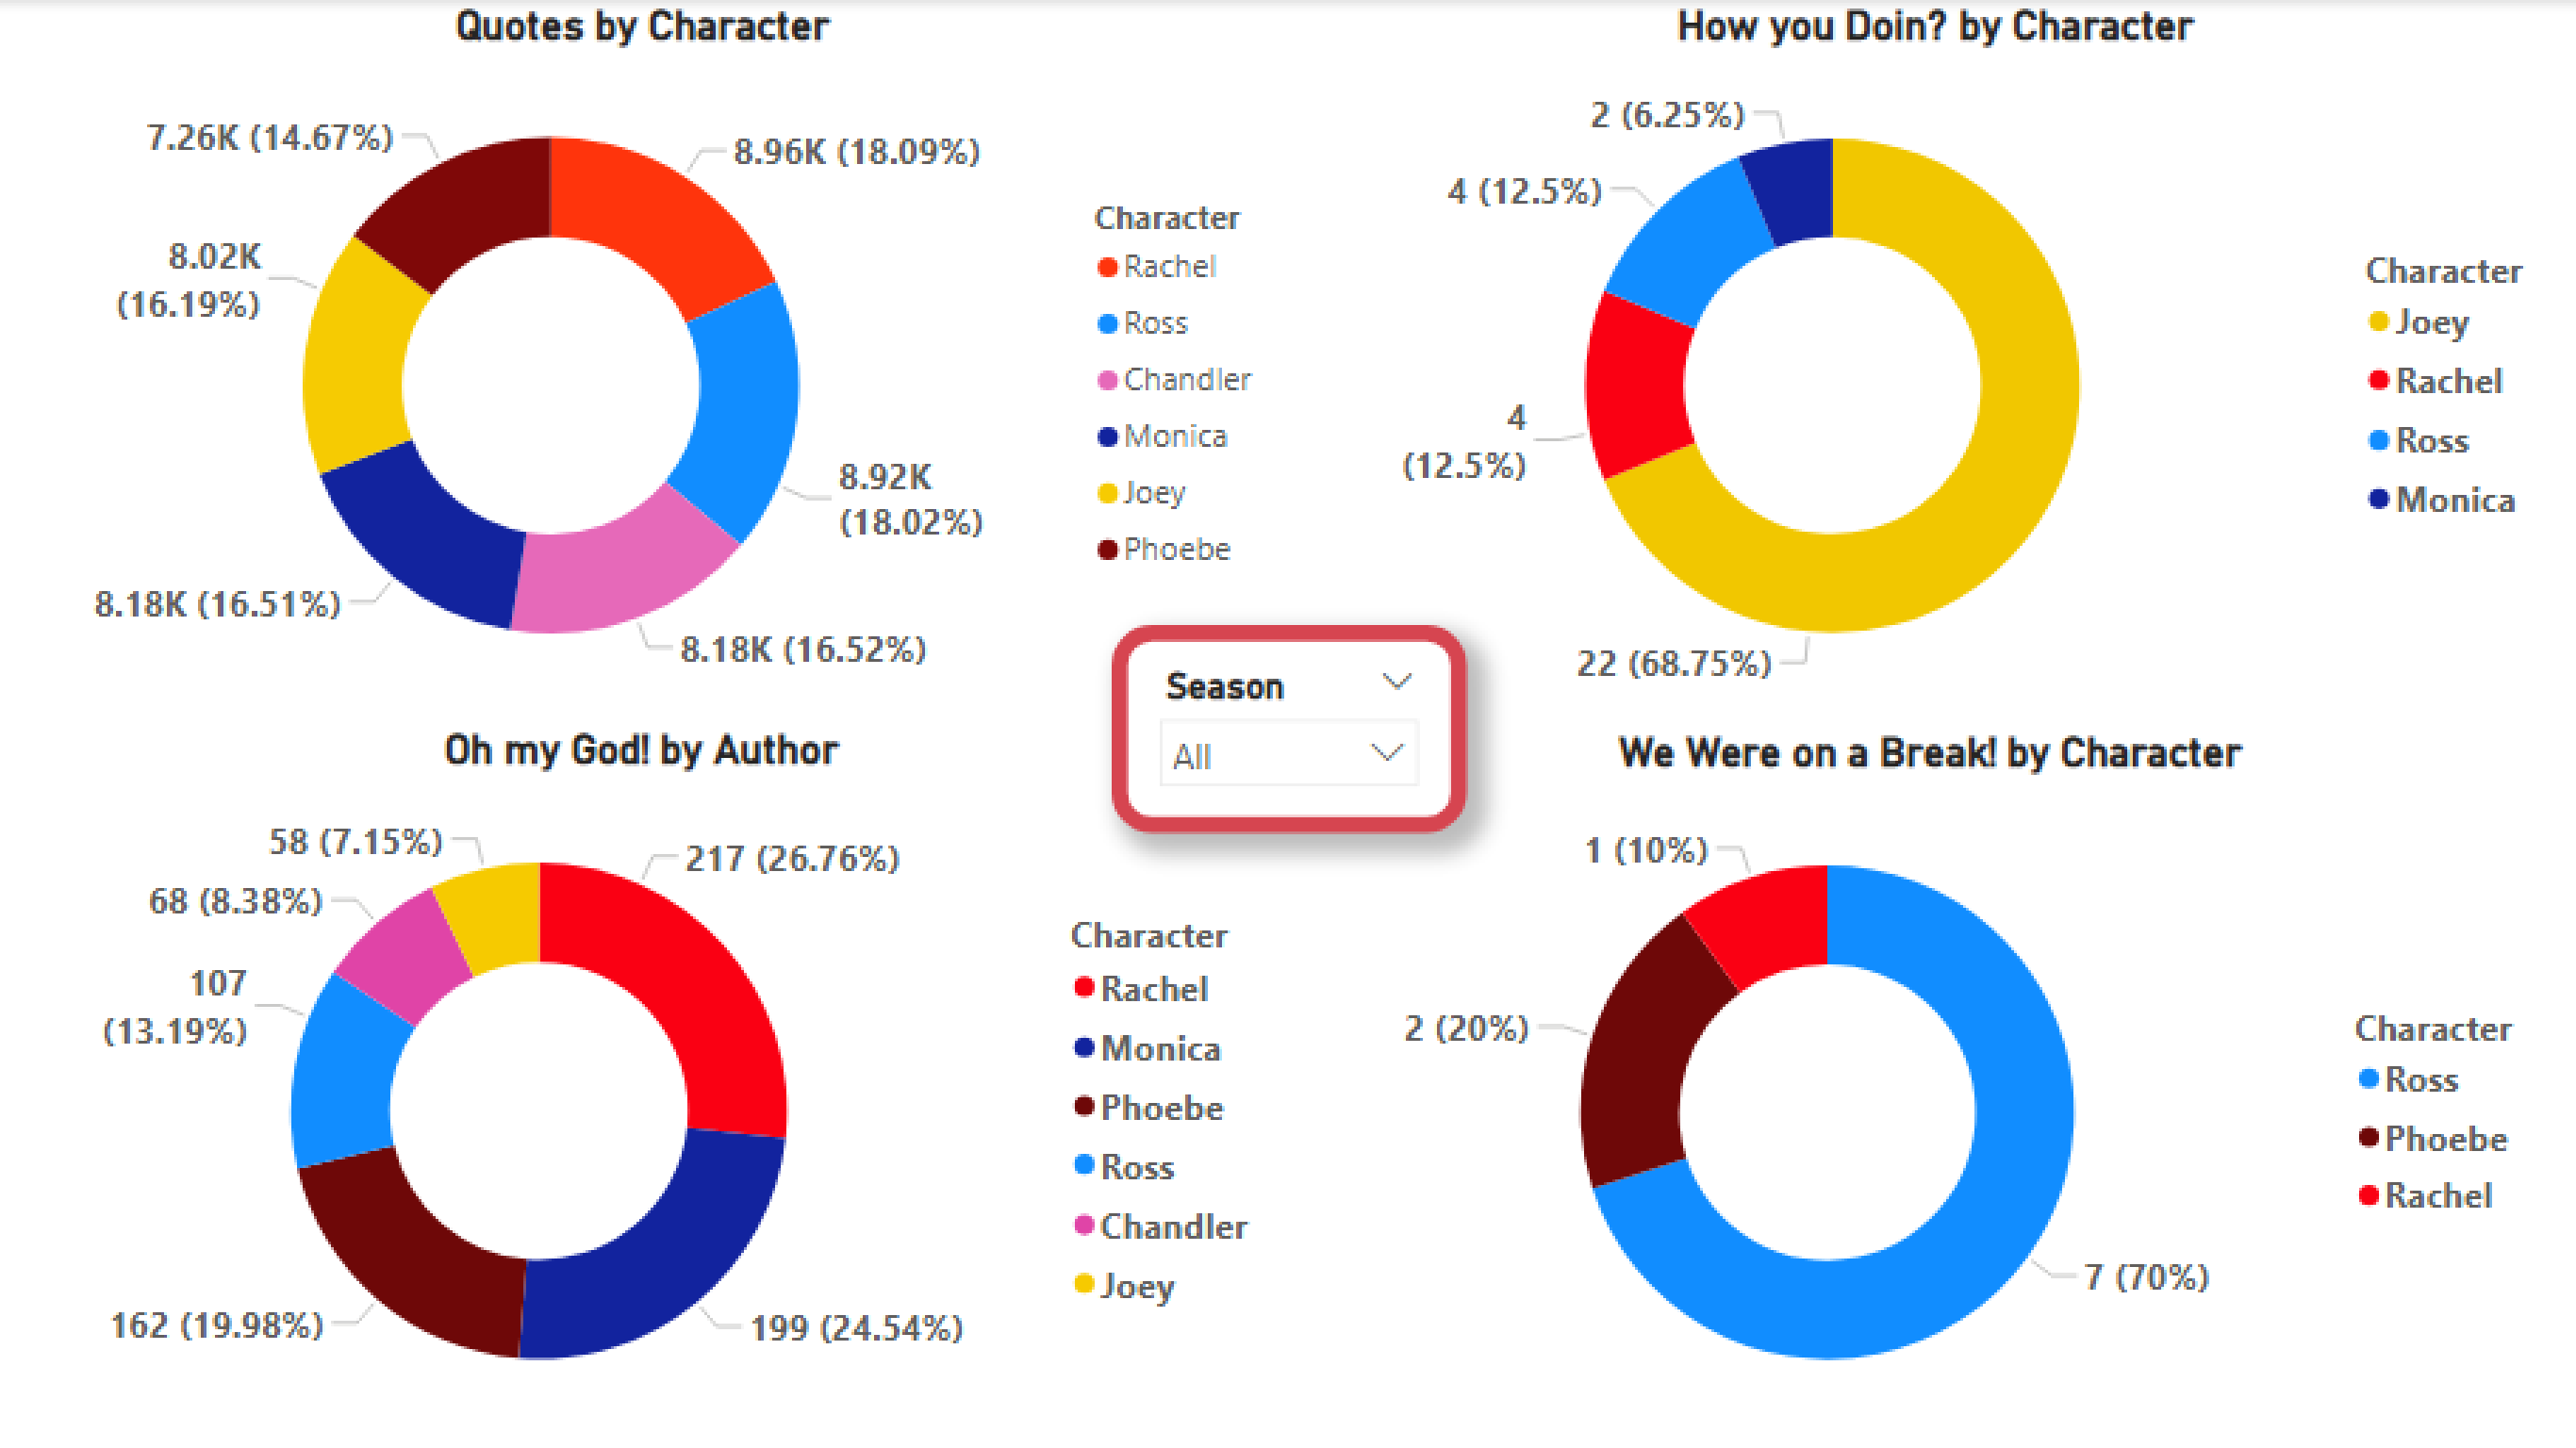 Quotes by Character
7.26K (14.67%)
8.96K (18.09%)
8.02K
(16.19%)
8.92K
(18.02%)
8.18K (16.51%)
8.18K (16.52%)
Character
Rachel
Ross
Chandler
Monica
Joey
Phoebe
How you Doin? by Character
2 (6.25%)
4 (12.5%)
4
(12.5%)
22 (68.75%)
Character
Joey
Rachel
Ross
Monica
Season
All
Oh my God! by Author
58 (7.15%)
217 (26.76%)
68 (8.38%)
107
(13.19%)
162 (19.98%)
199 (24.54%)
Character
Rachel
Monica
Phoebe
Ross
Chandler
Joey
We Were on a Break! by Character
1 (10%)
2 (20%)
7 (70%)
Character
Ross
Phoebe
Rachel